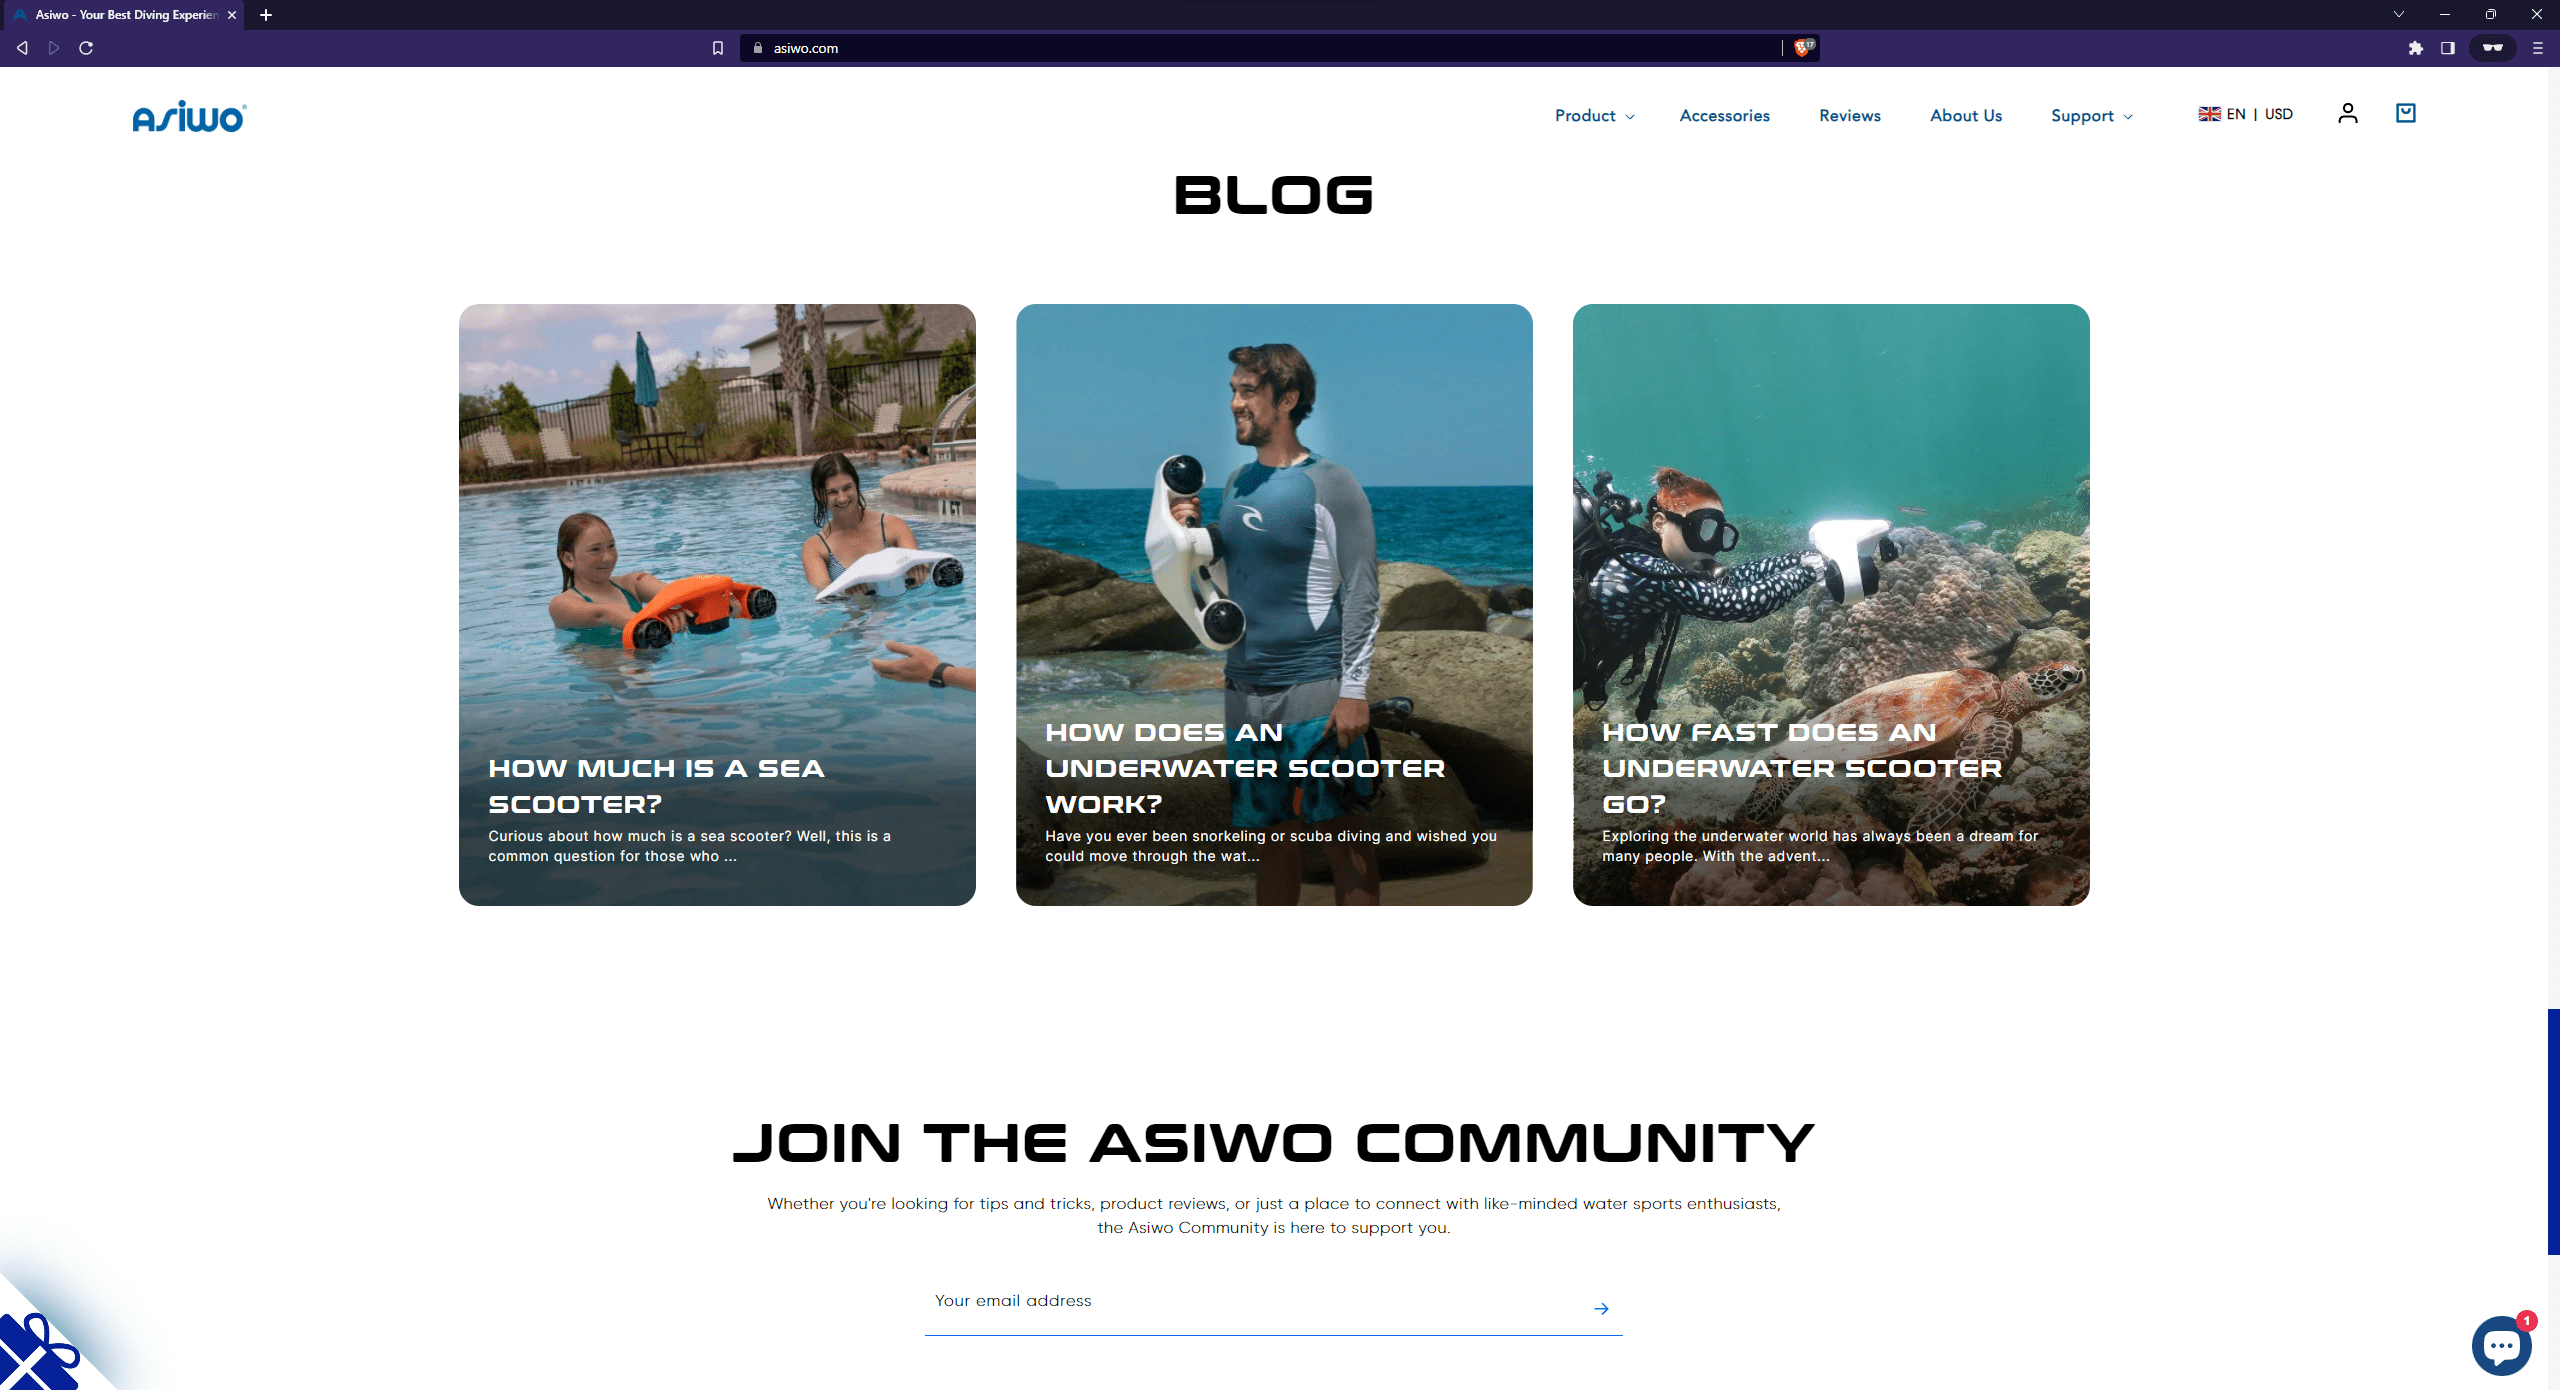 Asiwo - Your Best Diving Experien
asiwo.com
17
Asiwo®
Product
Accessories
Reviews
About Us
Support
EN | USD
BLOG
HOW MUCH IS A SEA
SCOOTER?
Curious about how much is a sea scooter? Well, this is a
common question for those who ...
HOW DOES AN
UNDERWATER SCOOTER
WORK?
Have you ever been snorkeling or scuba diving and wished you
could move through the wat...
HOW FAST DOES AN
UNDERWATER SCOOTER
GO?
Exploring the underwater world has always been a dream for
many people. With the advent...
JOIN THE ASIWO COMMUNITY
Whether you're looking for tips and tricks, product reviews, or just a place to connect with like-minded water sports enthusiasts,
the Asiwo Community is here to support you.
Your email address
1